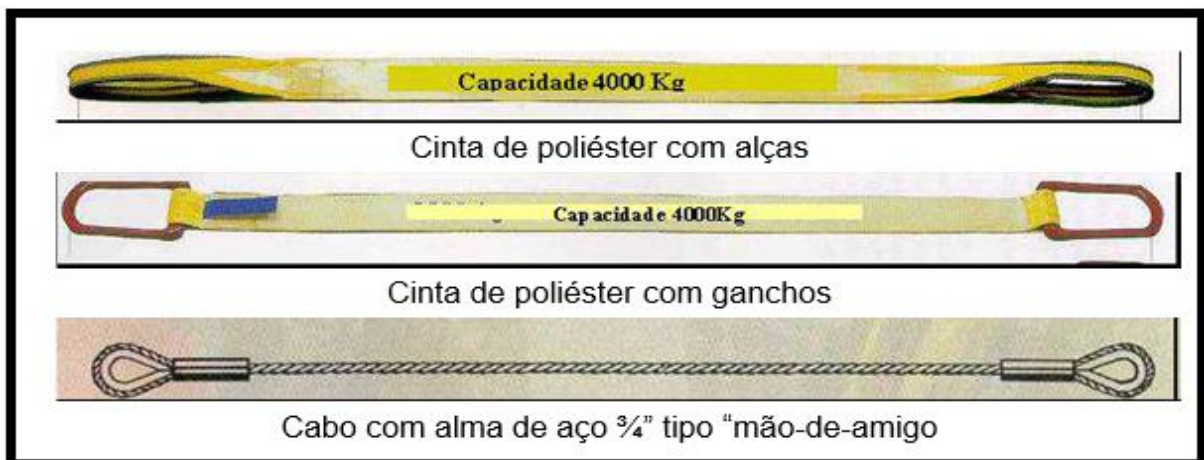 Capacidade 4000 Kg
Cinta de poliéster com alças
Capacidade 4000Kg
Cinta de poliéster com ganchos
Cabo com alma de aço ¾” tipo “mão-de-amigo